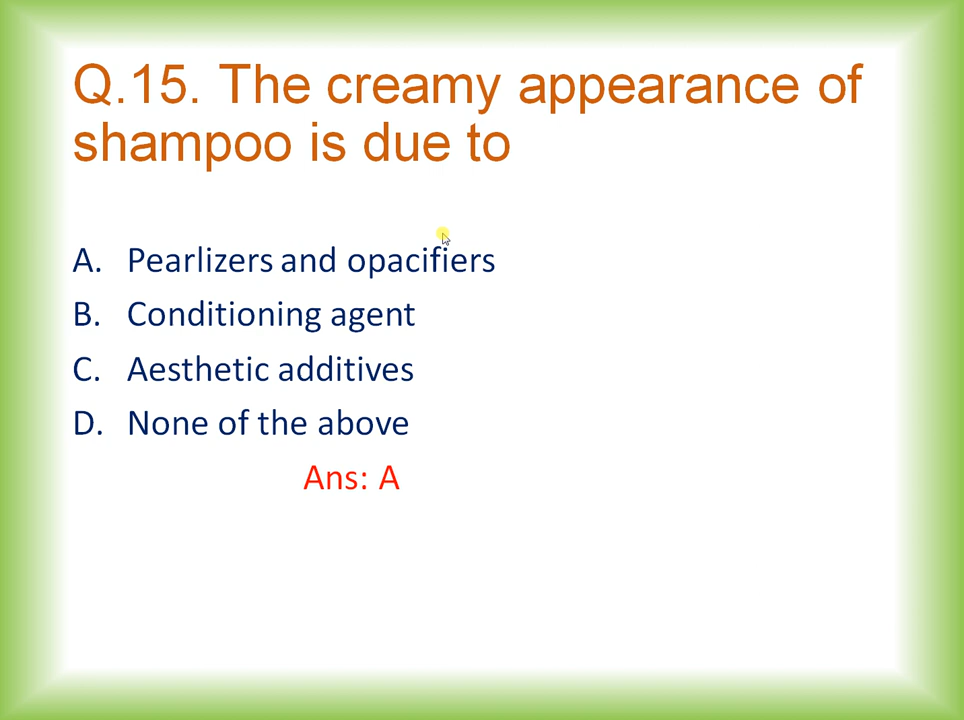 Q.15. The creamy appearance of
shampoo is due to
A. Pearlizers and opacifiers
B. Conditioning agent
C. Aesthetic additives
D. None of the above
Ans: A